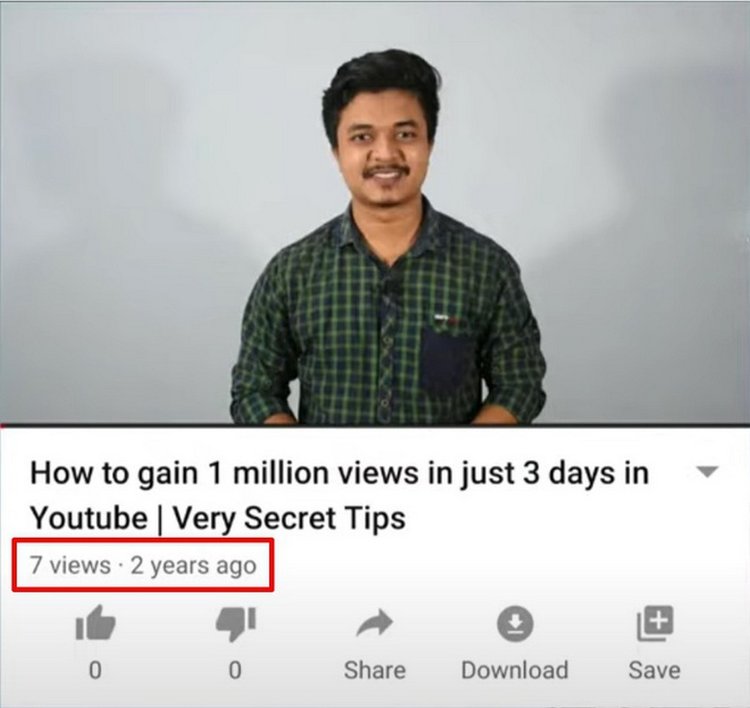 How to gain 1 million views in just 3 days in
Youtube | Very Secret Tips
7 views · 2 years ago
0
0
Share
Download
Save